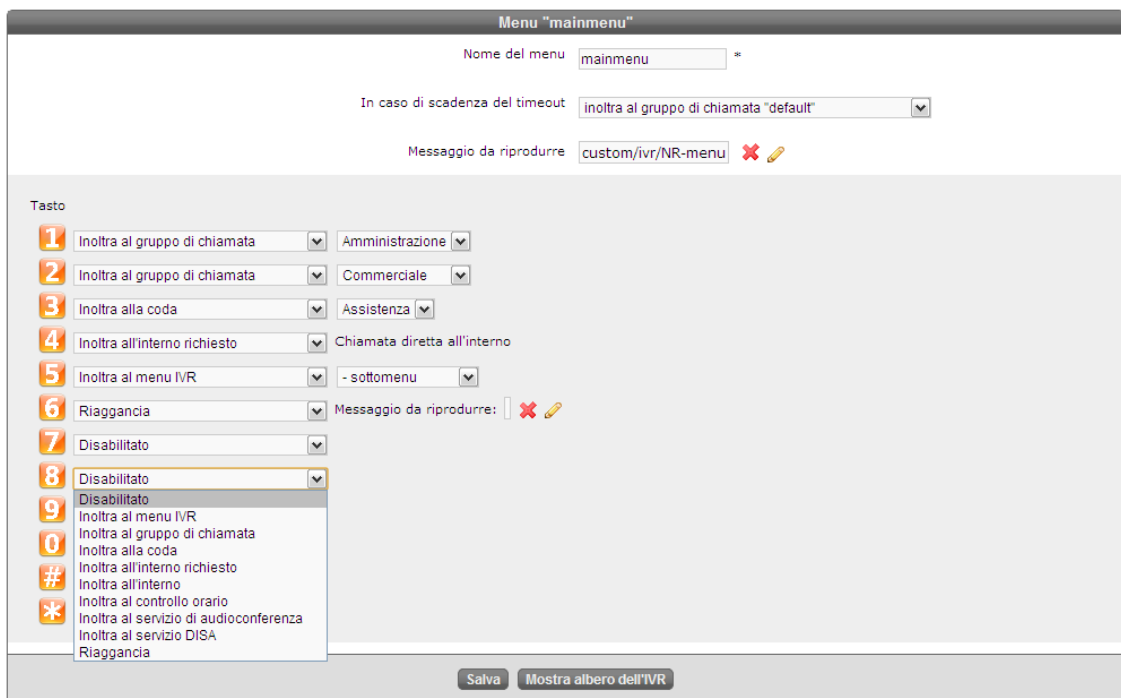 Menu "mainmenu"
Nome del menu mainmenu *
In caso di scadenza del timeout inoltra al gruppo di chiamata "default"
Messaggio da riprodurre custom/ivr/NR-menu
Tasto
1 Inoltra al gruppo di chiamata Amministrazione
2 Inoltra al gruppo di chiamata Commerciale
3 Inoltra alla coda Assistenza
4 Inoltra all'interno richiesto Chiamata diretta all'interno
5 Inoltra al menu IVR - sottomenu
6 Riaggancia Messaggio da riprodurre:
7 Disabilitato
8 Disabilitato
Disabilitato
9 Inoltra al menu IVR
Inoltra al gruppo di chiamata
0 Inoltra alla coda
Inoltra all'interno richiesto
# Inoltra all'interno
Inoltra al controllo orario
* Inoltra al servizio di audioconferenza
Inoltra al servizio DISA
Riaggancia
Salva Mostra albero dell'IVR